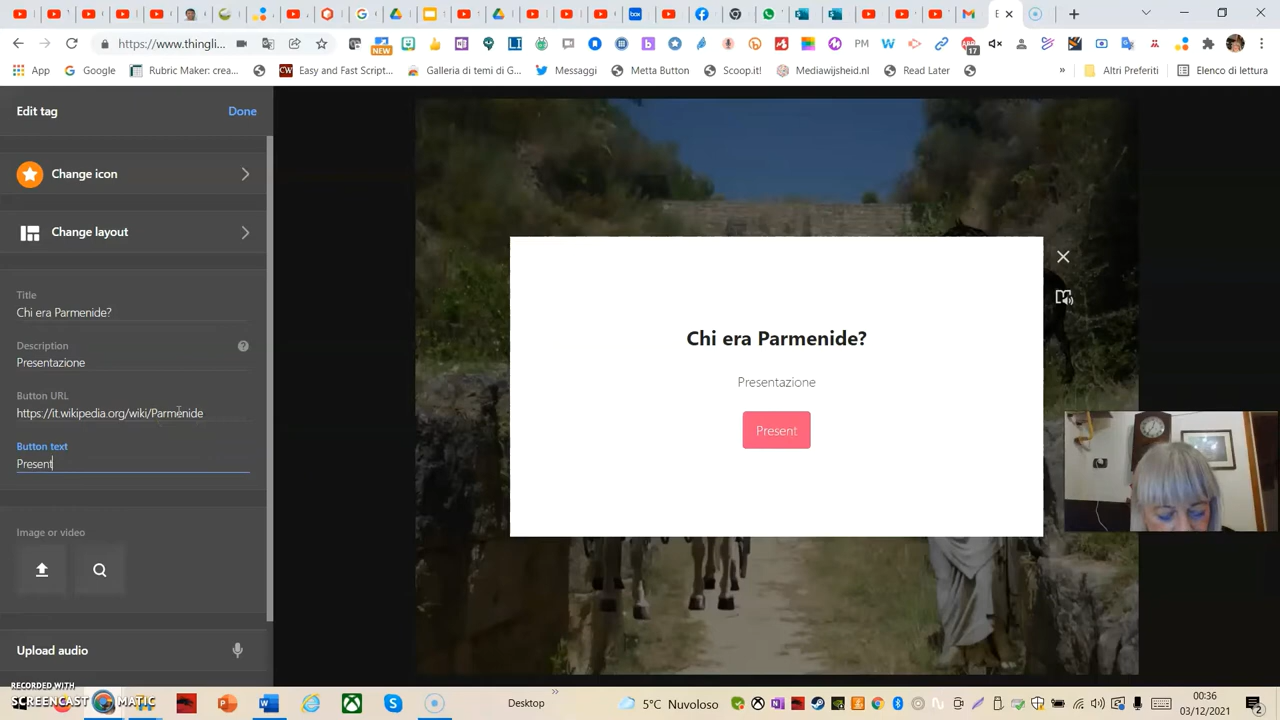 https://www.thingli
NEW
PM
17
App
Google
Rubric Maker: crea...
Easy and Fast Script...
Galleria di temi di G...
Messaggi
Metta Button
Scoop.it!
Mediawijsheid.nl
Read Later
»
Altri Preferiti
Elenco di lettura
Edit tag
Done
Change icon
Change layout
Title
Chi era Parmenide?
Description
Presentazione
Button URL
https://it.wikipedia.org/wiki/Parmenide
Button text
Present
Image or video
Upload audio
Chi era Parmenide?
Presentazione
Present
RECORDED WITH
SCREENCAST MATIC
Desktop
»
5°C Nuvoloso
00:36
03/12/2021